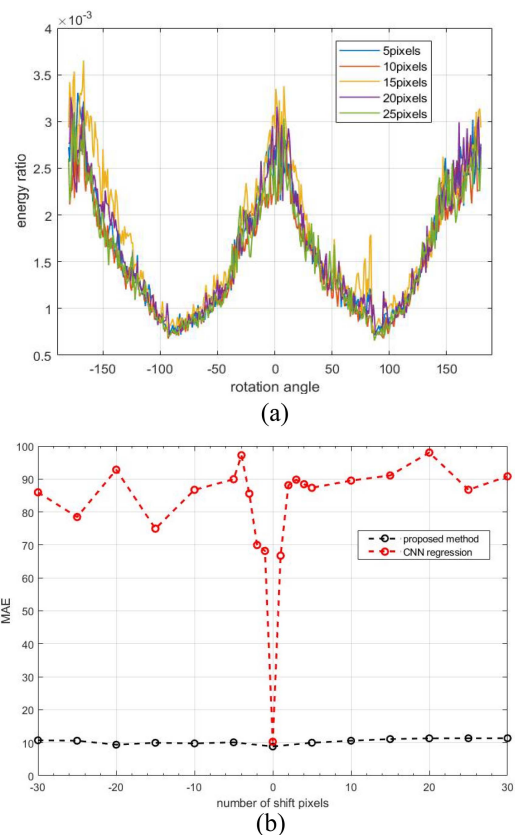 ×10⁻³
4
3.5
3
2.5
2
1.5
1
0.5
energy ratio
5pixels
10pixels
15pixels
20pixels
25pixels
-150 -100 -50 0 50 100 150
rotation angle
(a)
100
90
80
70
60
50
40
30
20
10
0
MAE
proposed method
CNN regression
-30 -20 -10 0 10 20 30
number of shift pixels
(b)